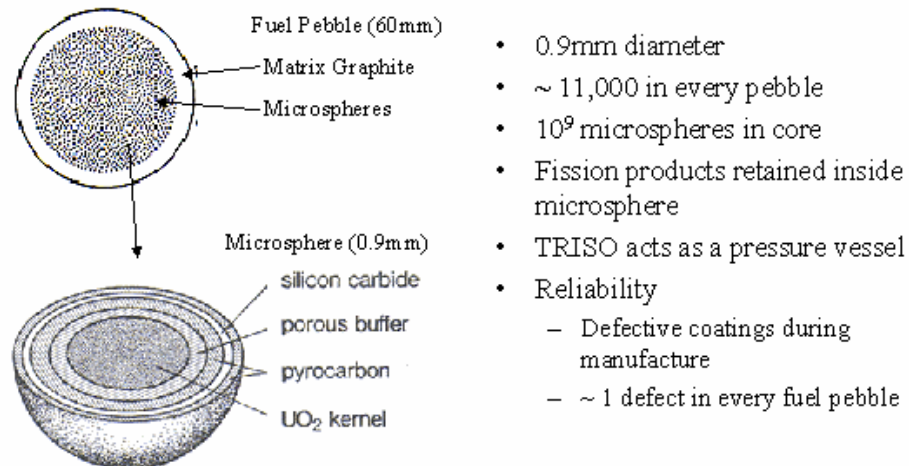 Fuel Pebble (60mm)
Matrix Graphite
Microspheres
Microsphere (0.9mm)
silicon carbide
porous buffer
pyrocarbon
UO₂ kernel
• 0.9mm diameter
• ~ 11,000 in every pebble
• 10⁹ microspheres in core
• Fission products retained inside
microsphere
• TRISO acts as a pressure vessel
• Reliability
– Defective coatings during
manufacture
– ~ 1 defect in every fuel pebble